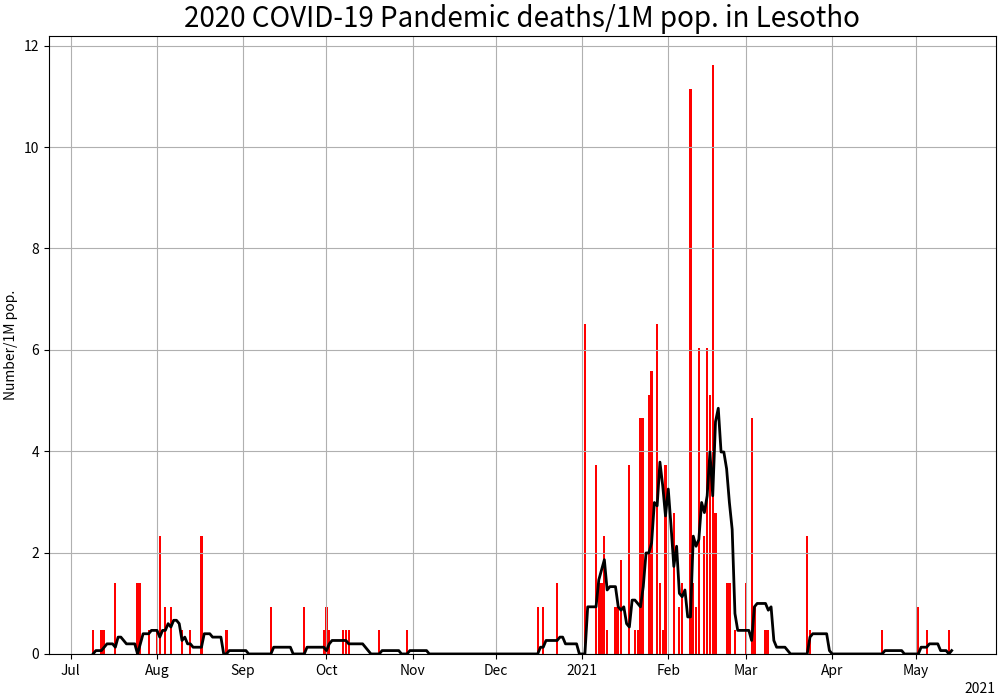 2020 COVID-19 Pandemic deaths/1M pop. in Lesotho
Number/1M pop.
12
10
8
6
4
2
0
Jul Aug Sep Oct Nov Dec 2021 Feb Mar Apr May
2021